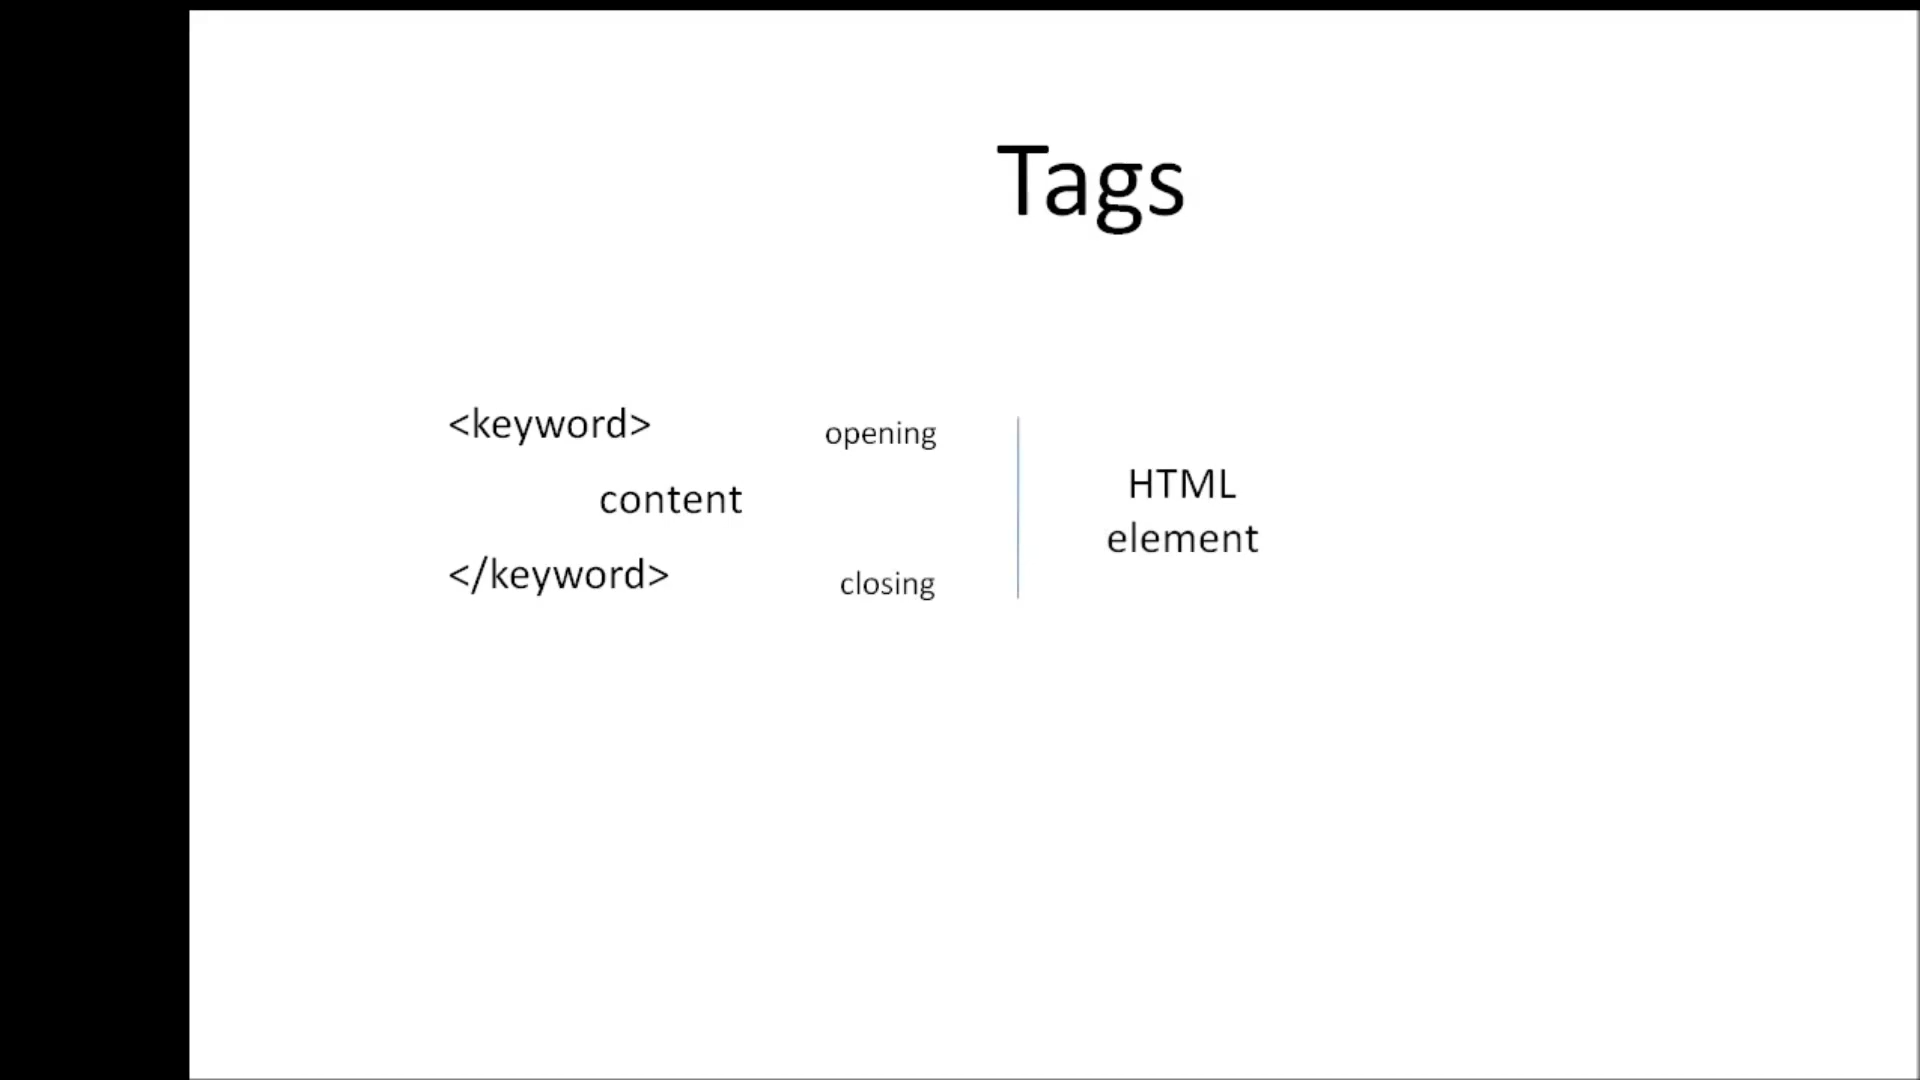 Tags
<keyword> opening
content
</keyword> closing
HTML
element